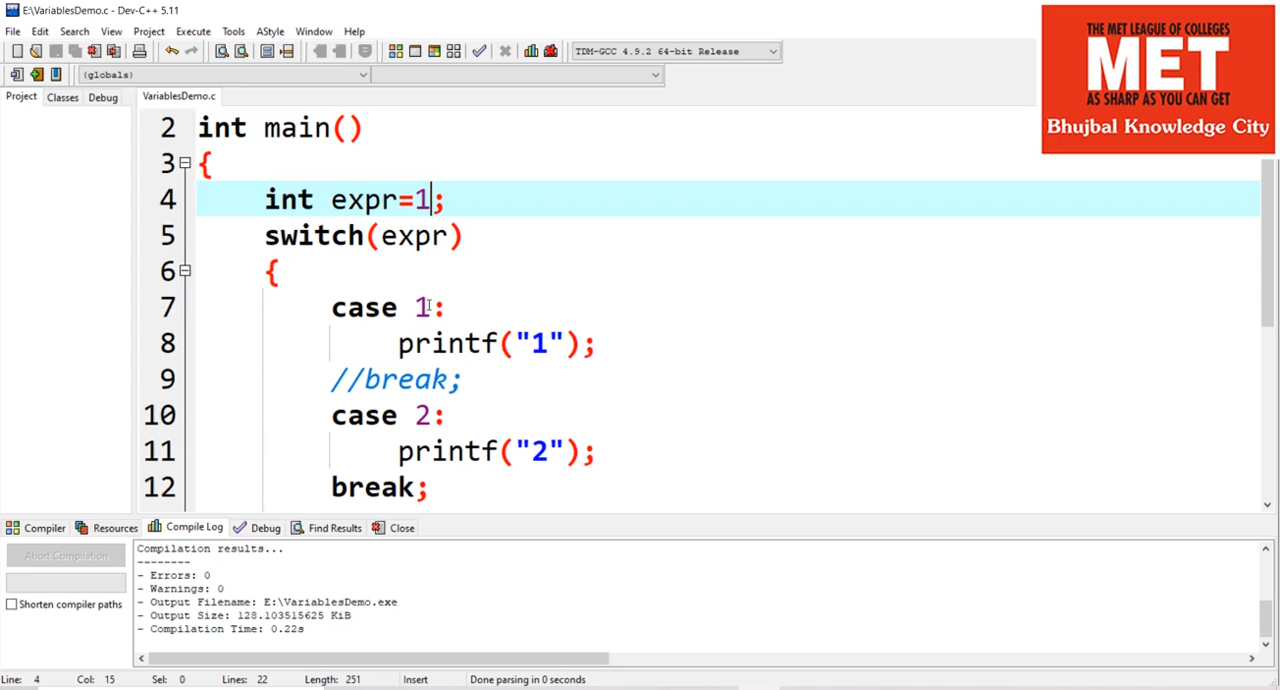 E:\VariablesDemo.c - Dev-C++ 5.11
File Edit Search View Project Execute Tools AStyle Window Help
TDM-GCC 4.9.2 64-bit Release
(globals)
Project Classes Debug
VariablesDemo.c
2 int main()
3 {
4 int expr=1;
5 switch(expr)
6 {
7 case 1:
8 printf("1");
9 //break;
10 case 2:
11 printf("2");
12 break;
Compiler Resources Compile Log Debug Find Results Close
Abort Compilation
Shorten compiler paths
Compilation results...
--------
- Errors: 0
- Warnings: 0
- Output Filename: E:\VariablesDemo.exe
- Output Size: 128.103515625 KiB
- Compilation Time: 0.22s
Line: 4 Col: 15 Sel: 0 Lines: 22 Length: 251 Insert Done parsing in 0 seconds
THE MET LEAGUE OF COLLEGES
MET
AS SHARP AS YOU CAN GET
Bhujbal Knowledge City